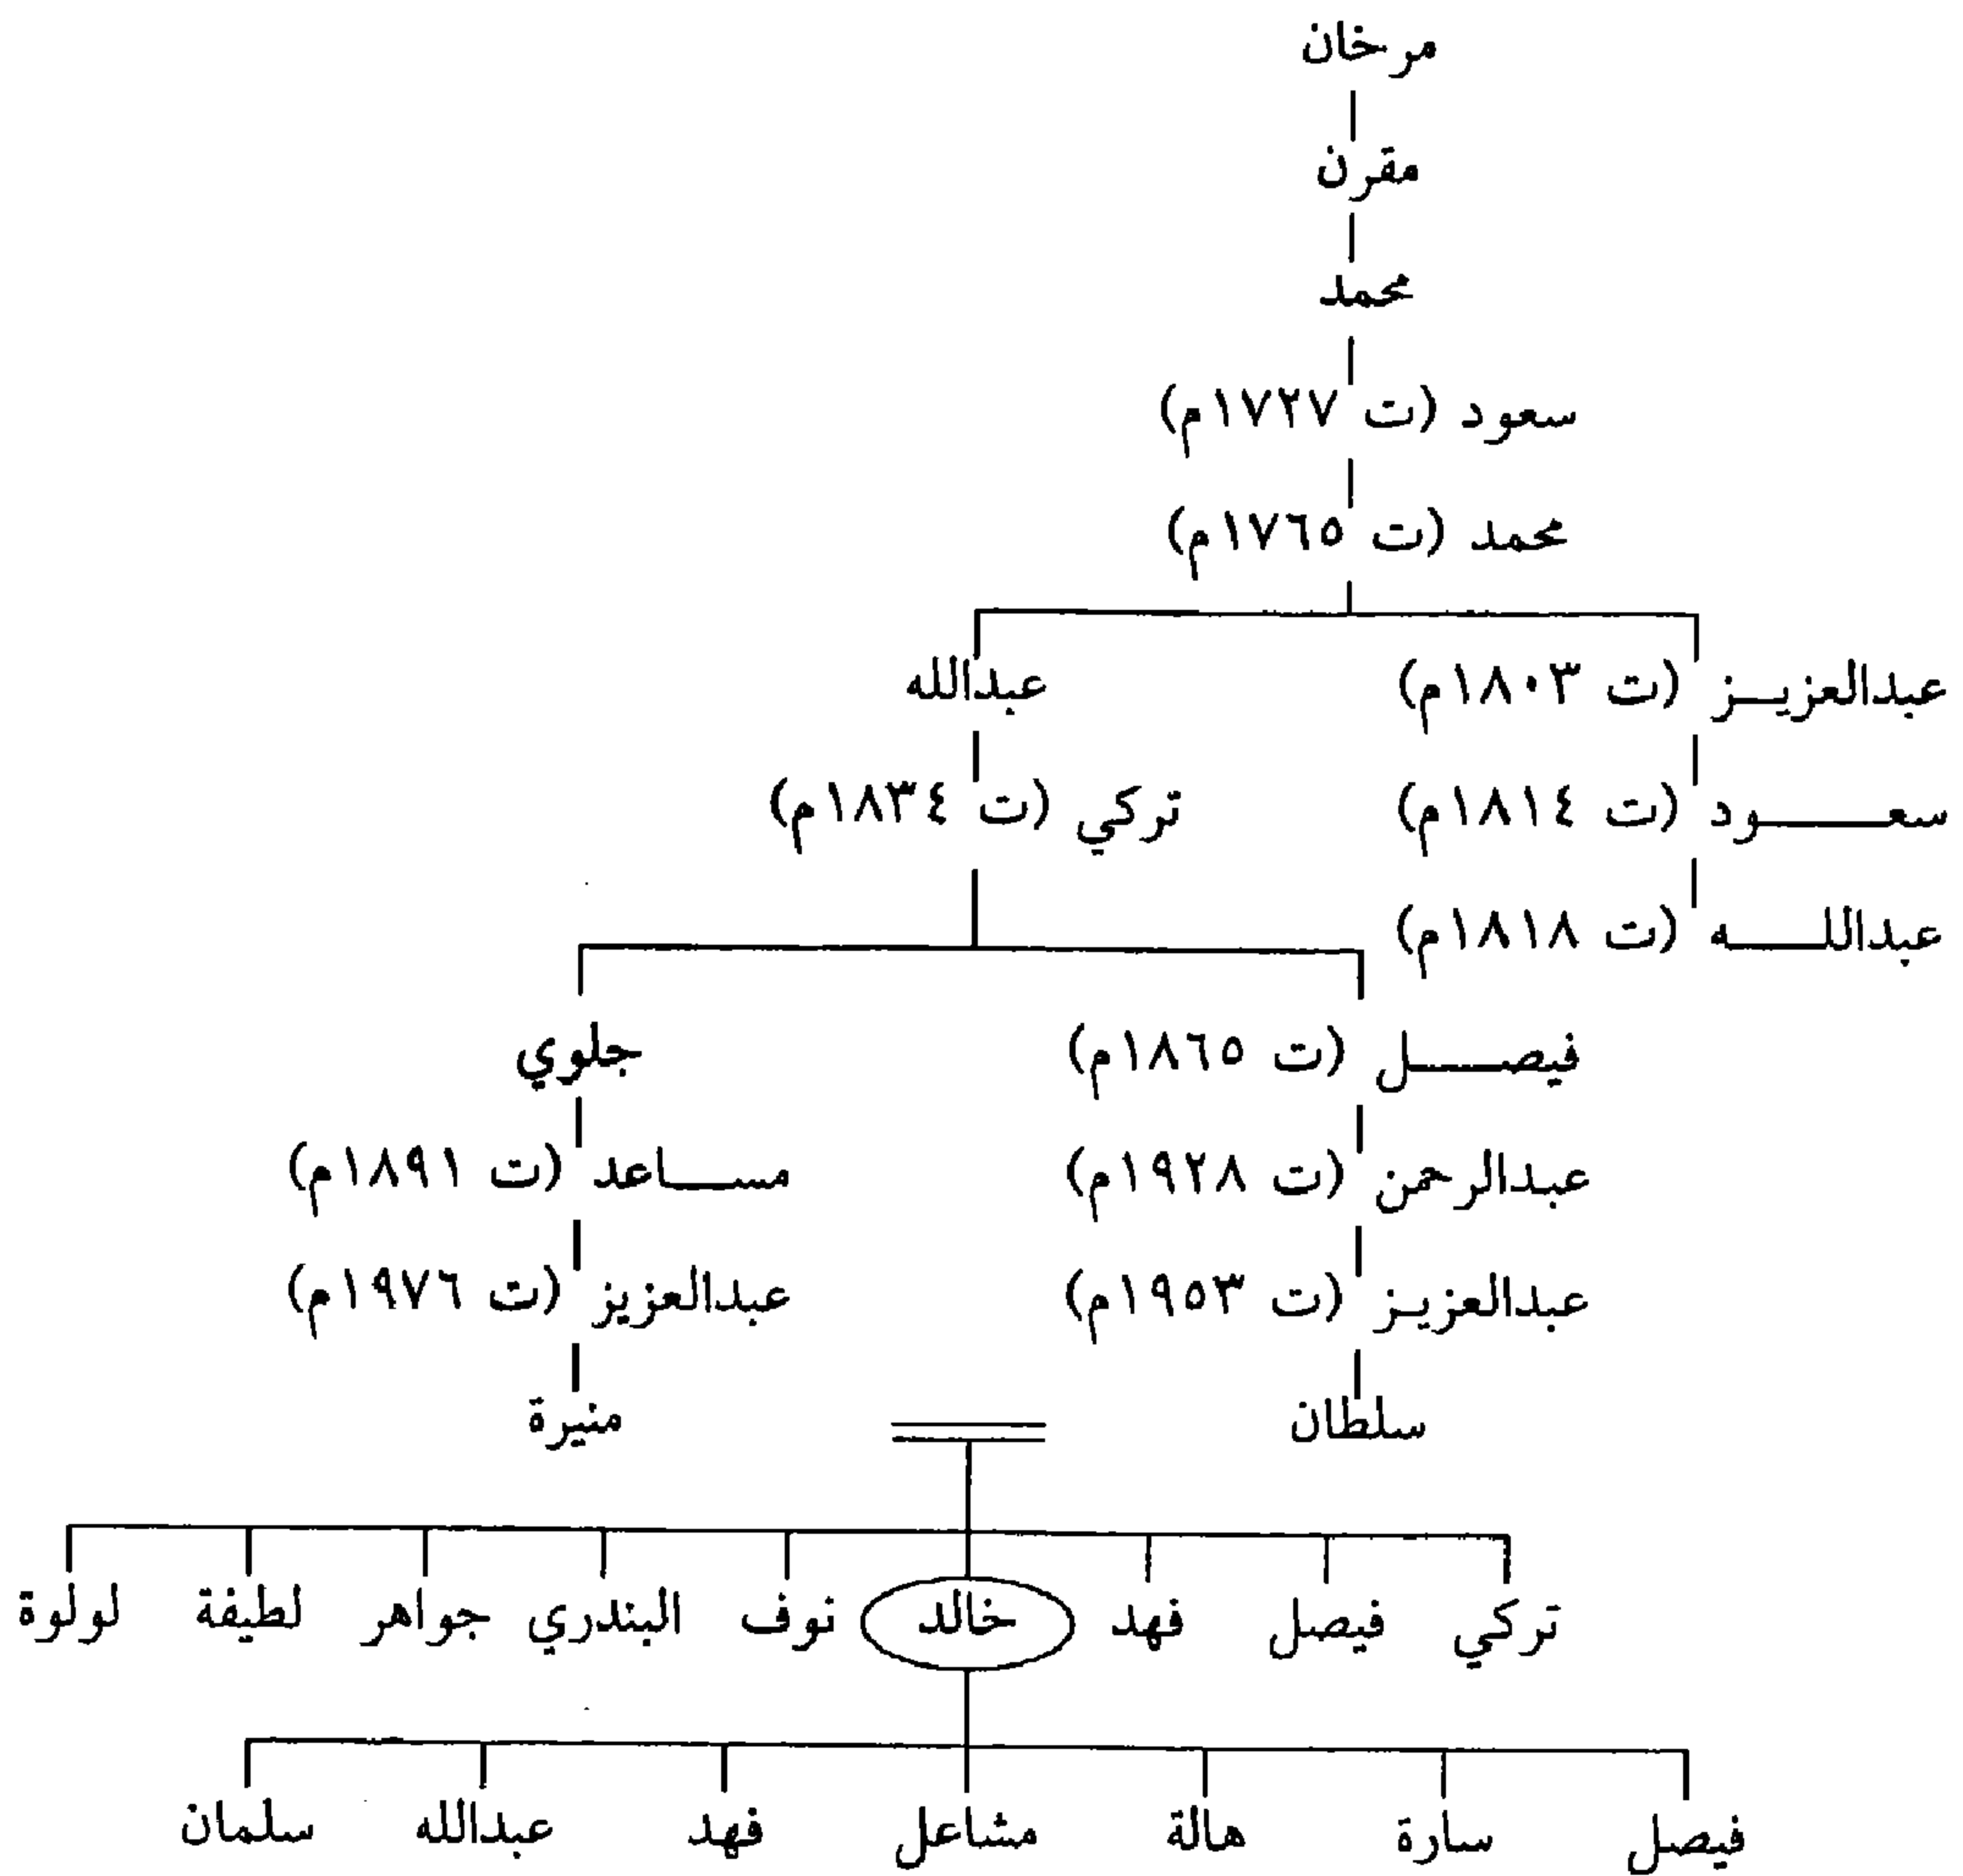 مرخان
مقرن
محمد
سعود (ت ١٧٢٧م)
محمد (ت ١٧٦٥م)
عبدالعزيز (ت ١٨٠٣م) عبدالله
سعود (ت ١٨١٤م) تركي (ت ١٨٣٤م)
عبدالله (ت ١٨١٨م)
فيصل (ت ١٨٦٥م) جلوي
عبدالرحمن (ت ١٩٢٨م) مساعد (ت ١٨٩١م)
عبدالعزيز (ت ١٩٥٣م) عبدالعزيز (ت ١٩٧٦م)
سلطان منيرة
تركي فيصل فهد خالد نوف البندري جواهر لطيفة لولوة
فيصل سارة هالة مشاعل فهد عبدالله سلمان